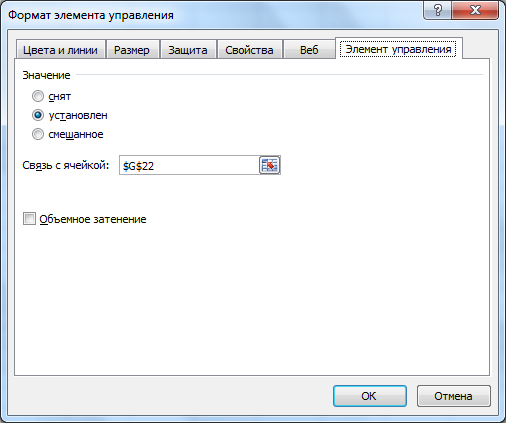 Формат элемента управления
Цвета и линии Размер Защита Свойства Веб Элемент управления
Значение
снят
установлен
смешанное
Связь с ячейкой: $G$22
Объемное затенение
OK Отмена